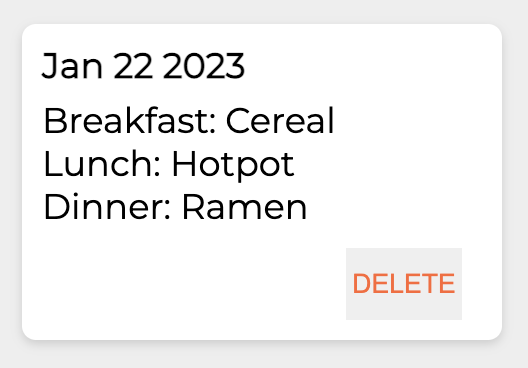 Jan 22 2023
Breakfast: Cereal
Lunch: Hotpot
Dinner: Ramen
DELETE